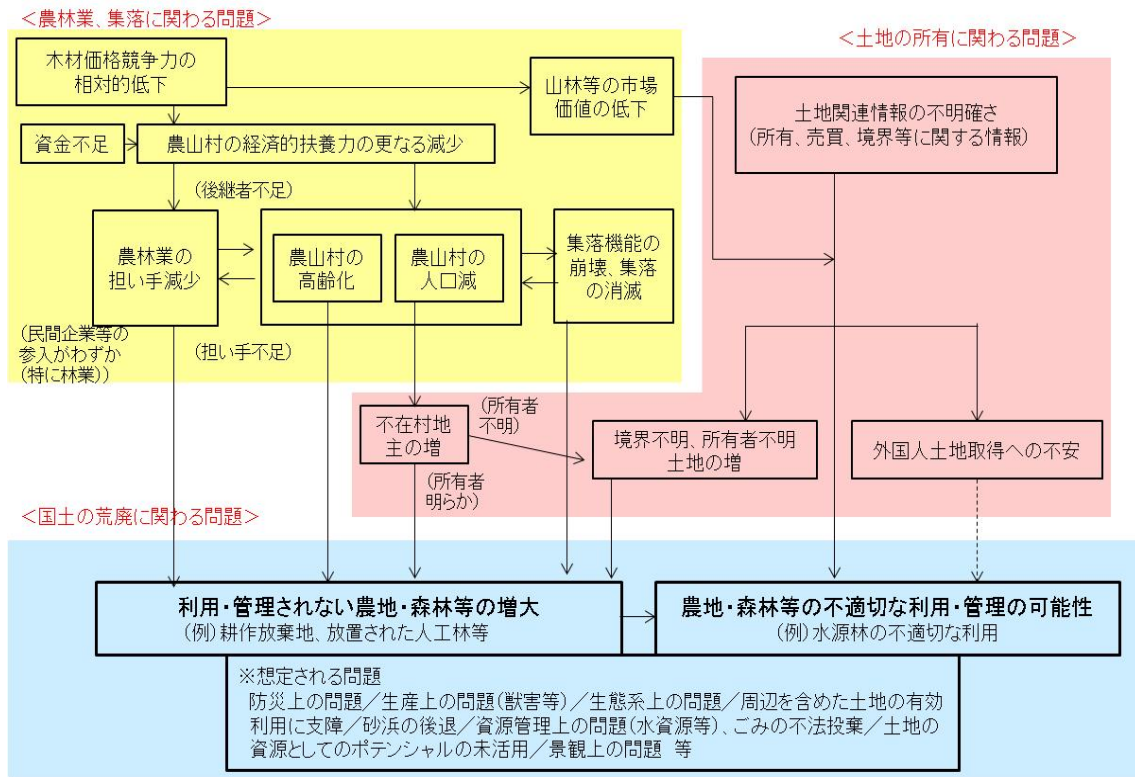 ＜農林業、集落に関わる問題＞
木材価格競争力の
相対的低下
山林等の市場
価値の低下
資金不足
農山村の経済的扶養力の更なる減少
(後継者不足)
農林業の
担い手減少
農山村の
高齢化
農山村の
人口減
集落機能の
崩壊、集落
の消滅
(民間企業等の
参入がわずか
(特に林業))
(担い手不足)
＜土地の所有に関わる問題＞
土地関連情報の不明確さ
(所有、売買、境界等に関する情報)
不在村地
主の増
(所有者
不明)
(所有者
明らか)
境界不明、所有者不明
土地の増
外国人土地取得への不安
＜国土の荒廃に関わる問題＞
利用・管理されない農地・森林等の増大
(例)耕作放棄地、放置された人工林等
農地・森林等の不適切な利用・管理の可能性
(例)水源林の不適切な利用
※想定される問題
防災上の問題／生産上の問題(獣害等)／生態系上の問題／周辺を含めた土地の有効
利用に支障／砂浜の後退／資源管理上の問題(水資源等)、ごみの不法投棄／土地の
資源としてのポテンシャルの未活用／景観上の問題 等